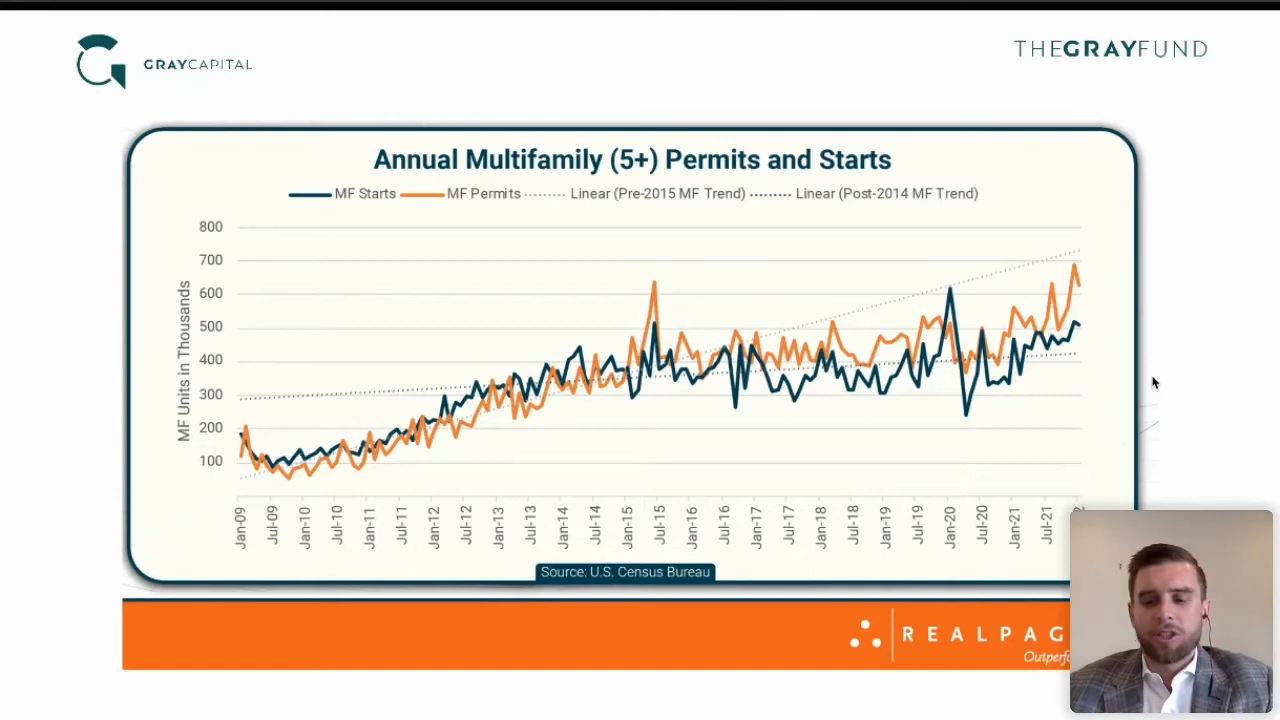 GRAYCAPITAL
THEGRAYFUND
Annual Multifamily (5+) Permits and Starts
MF Starts MF Permits Linear (Pre-2015 MF Trend) Linear (Post-2014 MF Trend)
MF Units in Thousands
800
700
600
500
400
300
200
100
Jan-09 Jul-09 Jan-10 Jul-10 Jan-11 Jul-11 Jan-12 Jul-12 Jan-13 Jul-13 Jan-14 Jul-14 Jan-15 Jul-15 Jan-16 Jul-16 Jan-17 Jul-17 Jan-18 Jul-18 Jan-19 Jul-19 Jan-20 Jul-20 Jan-21 Jul-21
Source: U.S. Census Bureau
REALPAG
Outperfo